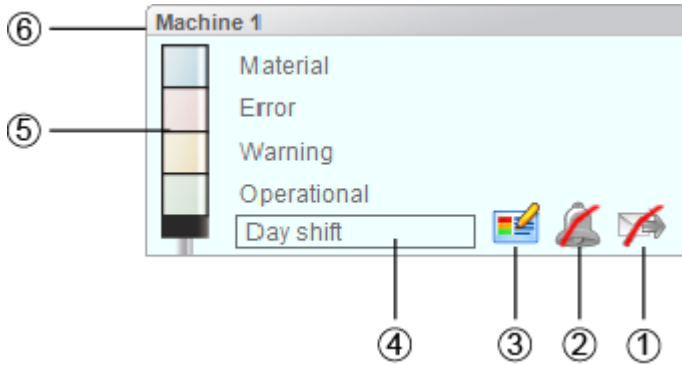 ⑥ Machine 1
Material
Error
⑤
Warning
Operational
Day shift
④ ③ ② ①